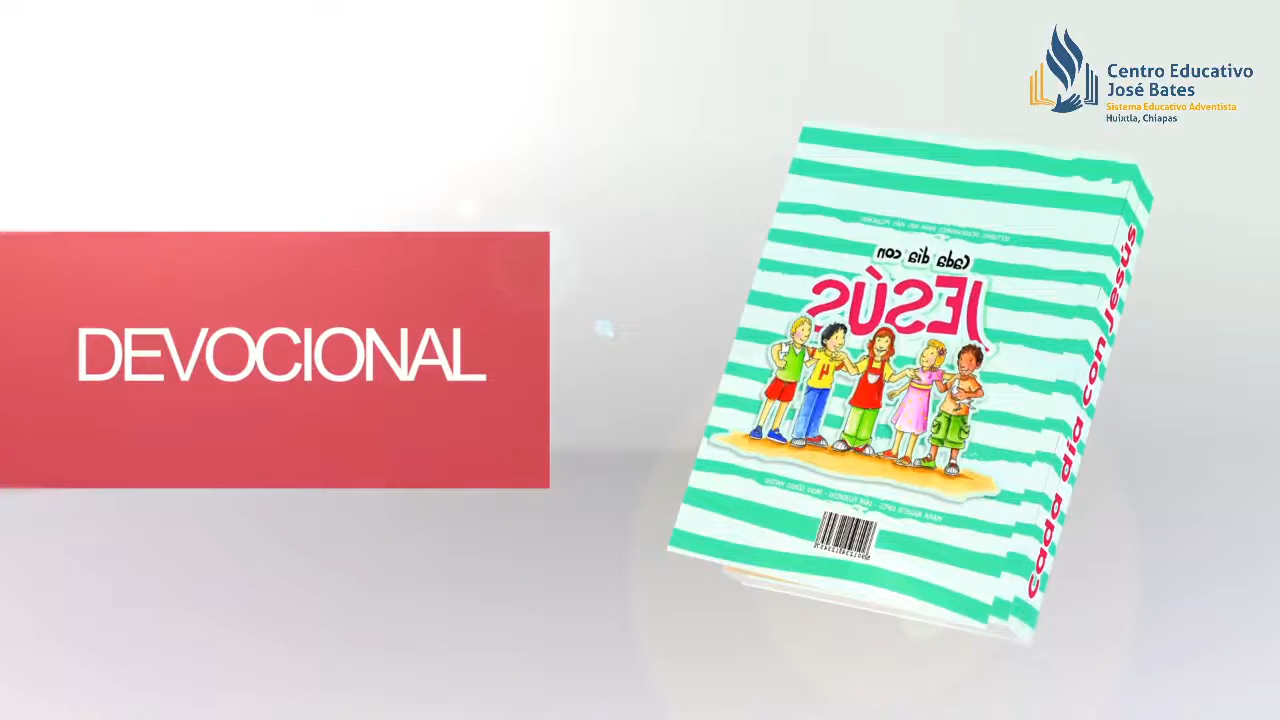 Centro Educativo
José Bates
Sistema Educativo Adventista
Huixtla, Chiapas
DEVOCIONAL
Cada día con
JESÚS
cada día con Jesús